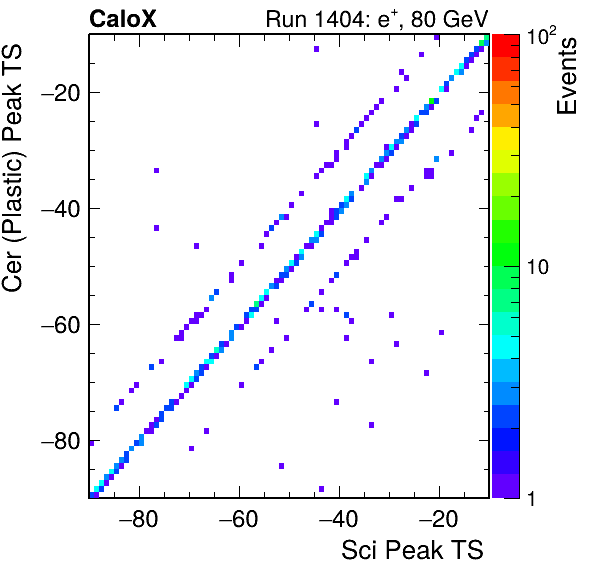 CaloX Run 1404: e⁺, 80 GeV
Cer (Plastic) Peak TS
−20
−40
−60
−80
−80 −60 −40 −20
Sci Peak TS
10²
10
1
Events